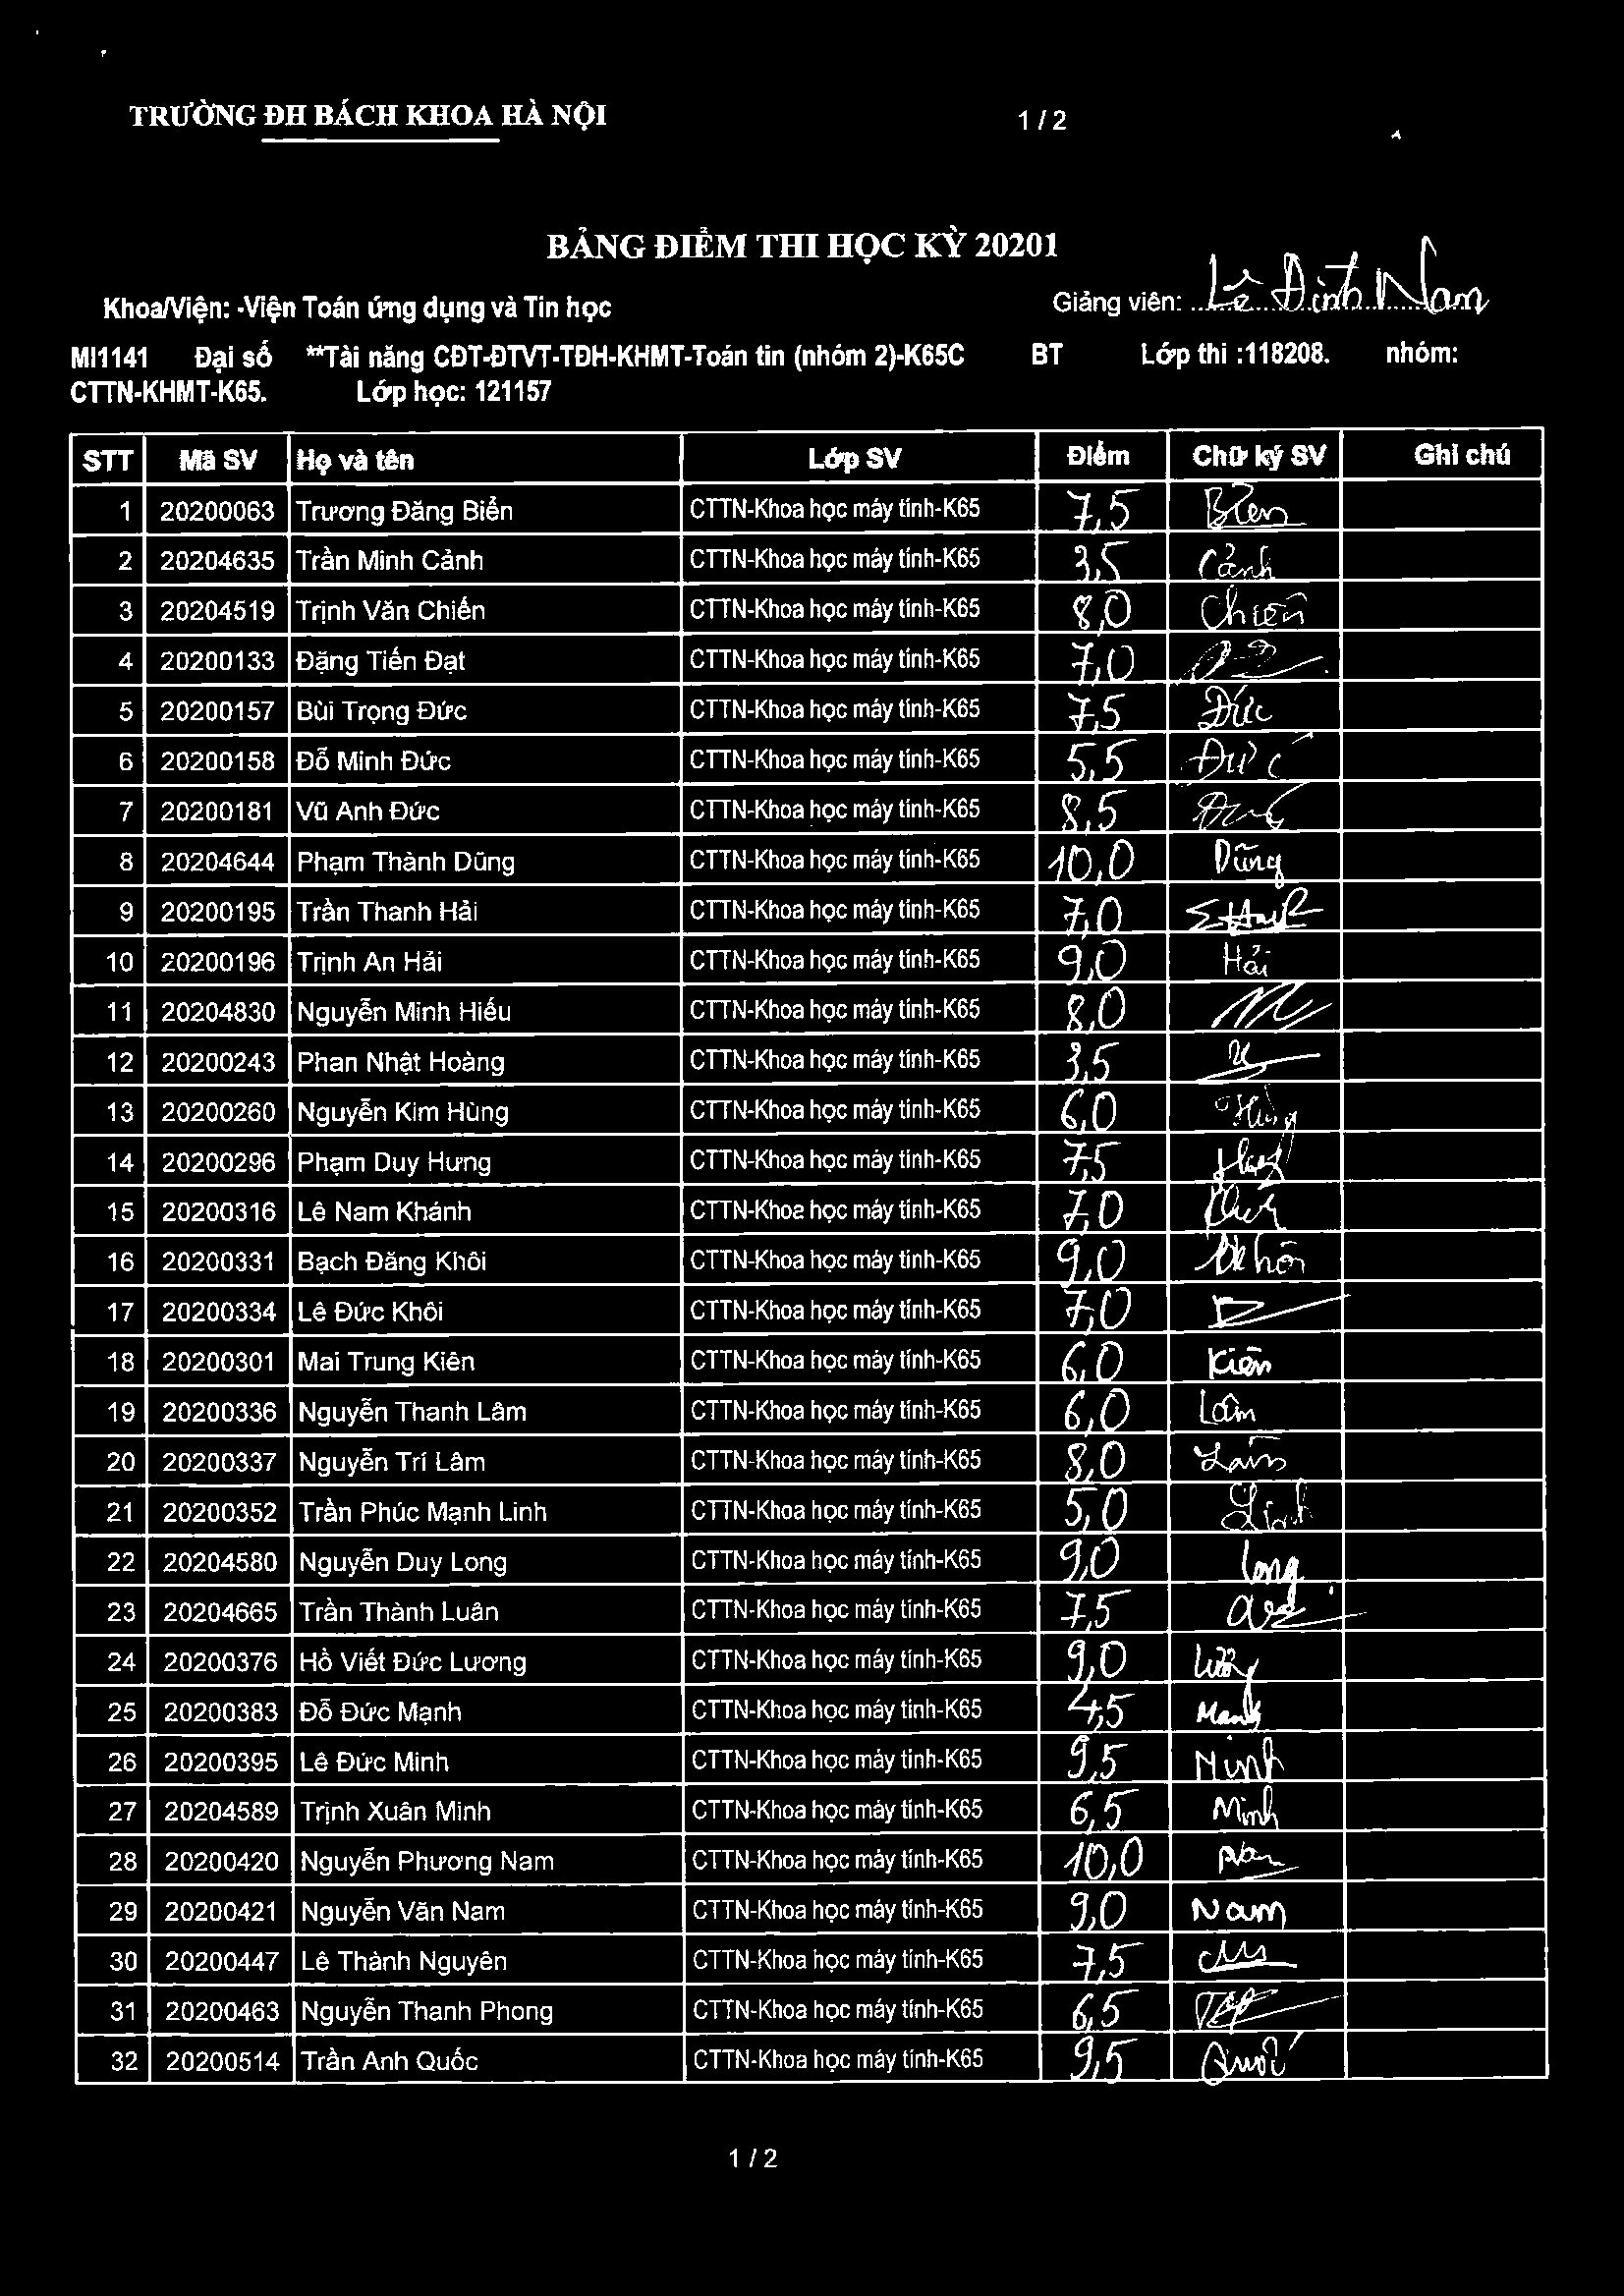 TRƯỜNG ĐH BÁCH KHOA HÀ NỘI 1 / 2
BẢNG ĐIỂM THI HỌC KỲ 20201
Khoa/Viện: -Viện Toán ứng dụng và Tin học Giảng viên: Lê Đình Nam
MI1141 Đại số **Tài năng CĐT-ĐTVT-TĐH-KHMT-Toán tin (nhóm 2)-K65C BT Lớp thi :118208. nhóm:
CTTN-KHMT-K65. Lớp học: 121157
STT Mã SV Họ và tên Lớp SV Điểm Chữ ký SV Ghi chú
1 20200063 Trương Đăng Biển CTTN-Khoa học máy tính-K65 7,5 Biển
2 20204635 Trần Minh Cảnh CTTN-Khoa học máy tính-K65 3,5 Cảnh
3 20204519 Trịnh Văn Chiến CTTN-Khoa học máy tính-K65 8,0 Chiến
4 20200133 Đặng Tiến Đạt CTTN-Khoa học máy tính-K65 7,0
5 20200157 Bùi Trọng Đức CTTN-Khoa học máy tính-K65 7,5 Đức
6 20200158 Đỗ Minh Đức CTTN-Khoa học máy tính-K65 5,5 Đức
7 20200181 Vũ Anh Đức CTTN-Khoa học máy tính-K65 8,5
8 20204644 Phạm Thành Dũng CTTN-Khoa học máy tính-K65 10,0 Dũng
9 20200195 Trần Thanh Hải CTTN-Khoa học máy tính-K65 7,0
10 20200196 Trịnh An Hải CTTN-Khoa học máy tính-K65 9,0 Hải
11 20204830 Nguyễn Minh Hiếu CTTN-Khoa học máy tính-K65 8,0
12 20200243 Phan Nhật Hoàng CTTN-Khoa học máy tính-K65 3,5
13 20200260 Nguyễn Kim Hùng CTTN-Khoa học máy tính-K65 6,0 Hùng
14 20200296 Phạm Duy Hưng CTTN-Khoa học máy tính-K65 7,5
15 20200316 Lê Nam Khánh CTTN-Khoa học máy tính-K65 7,0
16 20200331 Bạch Đăng Khôi CTTN-Khoa học máy tính-K65 9,0 Khôi
17 20200334 Lê Đức Khôi CTTN-Khoa học máy tính-K65 7,0
18 20200301 Mai Trung Kiên CTTN-Khoa học máy tính-K65 6,0 Kiên
19 20200336 Nguyễn Thanh Lâm CTTN-Khoa học máy tính-K65 6,0 Lâm
20 20200337 Nguyễn Trí Lâm CTTN-Khoa học máy tính-K65 8,0 Lâm
21 20200352 Trần Phúc Mạnh Linh CTTN-Khoa học máy tính-K65 5,0 Linh
22 20204580 Nguyễn Duy Long CTTN-Khoa học máy tính-K65 9,0 Long
23 20204665 Trần Thành Luân CTTN-Khoa học máy tính-K65 7,5
24 20200376 Hồ Viết Đức Lương CTTN-Khoa học máy tính-K65 9,0 Lương
25 20200383 Đỗ Đức Mạnh CTTN-Khoa học máy tính-K65 4,5 Mạnh
26 20200395 Lê Đức Minh CTTN-Khoa học máy tính-K65 9,5 Minh
27 20204589 Trịnh Xuân Minh CTTN-Khoa học máy tính-K65 6,5 Minh
28 20200420 Nguyễn Phương Nam CTTN-Khoa học máy tính-K65 10,0
29 20200421 Nguyễn Văn Nam CTTN-Khoa học máy tính-K65 9,0 Nam
30 20200447 Lê Thành Nguyên CTTN-Khoa học máy tính-K65 7,5
31 20200463 Nguyễn Thanh Phong CTTN-Khoa học máy tính-K65 6,5
32 20200514 Trần Anh Quốc CTTN-Khoa học máy tính-K65 9,5 Quốc
1 / 2